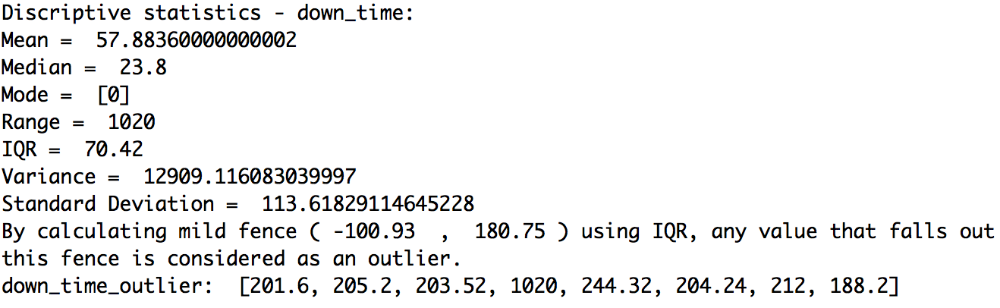 Discriptive statistics - down_time:
Mean =  57.88360000000002
Median =  23.8
Mode =  [0]
Range =  1020
IQR =  70.42
Variance =  12909.116083039997
Standard Deviation =  113.61829114645228
By calculating mild fence ( -100.93  ,  180.75 ) using IQR, any value that falls out
this fence is considered as an outlier.
down_time_outlier:  [201.6, 205.2, 203.52, 1020, 244.32, 204.24, 212, 188.2]